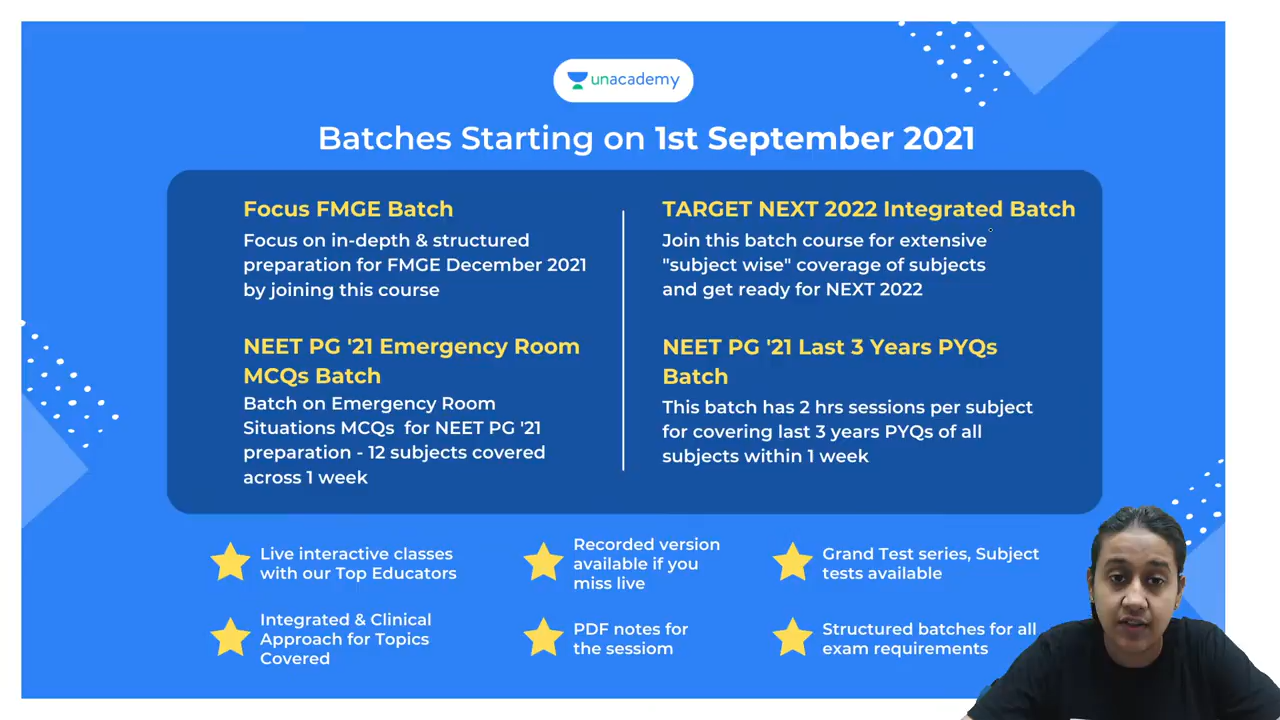 unacademy
Batches Starting on 1st September 2021
Focus FMGE Batch
Focus on in-depth & structured
preparation for FMGE December 2021
by joining this course
NEET PG '21 Emergency Room
MCQs Batch
Batch on Emergency Room
Situations MCQs for NEET PG '21
preparation - 12 subjects covered
across 1 week
TARGET NEXT 2022 Integrated Batch
Join this batch course for extensive
"subject wise" coverage of subjects
and get ready for NEXT 2022
NEET PG '21 Last 3 Years PYQs
Batch
This batch has 2 hrs sessions per subject
for covering last 3 years PYQs of all
subjects within 1 week
Live interactive classes
with our Top Educators
Recorded version
available if you
miss live
Grand Test series, Subject
tests available
Integrated & Clinical
Approach for Topics
Covered
PDF notes for
the sessiom
Structured batches for all
exam requirements